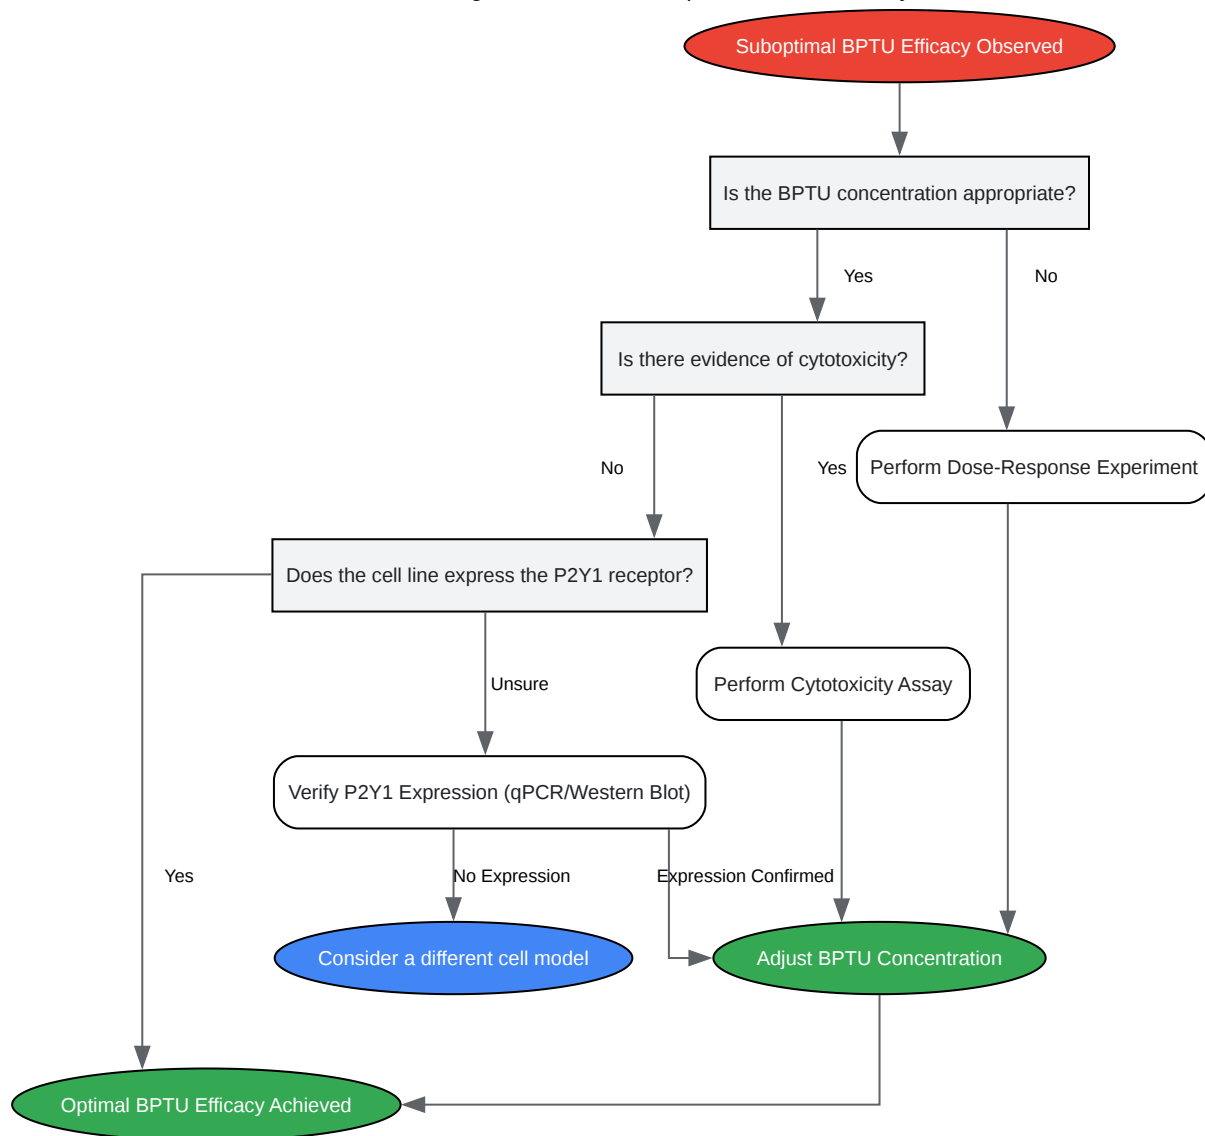 Suboptimal BPTU Efficacy Observed
Is the BPTU concentration appropriate?
Yes
No
Is there evidence of cytotoxicity?
No
Yes
Perform Dose-Response Experiment
Does the cell line express the P2Y1 receptor?
Unsure
Perform Cytotoxicity Assay
Verify P2Y1 Expression (qPCR/Western Blot)
Yes
No Expression
Expression Confirmed
Consider a different cell model
Adjust BPTU Concentration
Optimal BPTU Efficacy Achieved